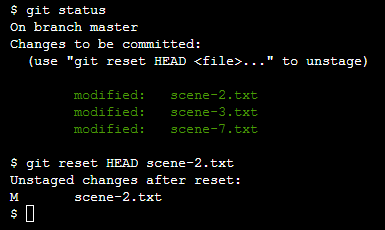 $ git status
On branch master
Changes to be committed:
  (use "git reset HEAD <file>..." to unstage)

        modified:   scene-2.txt
        modified:   scene-3.txt
        modified:   scene-7.txt

$ git reset HEAD scene-2.txt
Unstaged changes after reset:
M       scene-2.txt
$